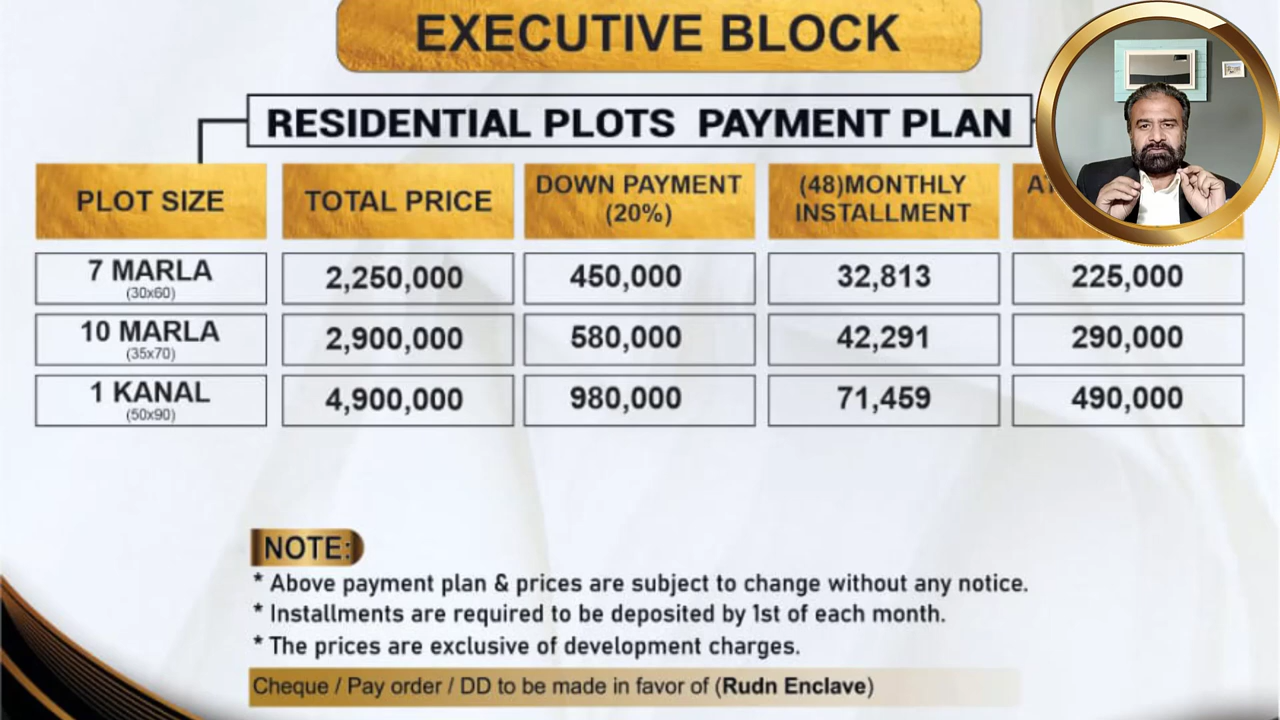 EXECUTIVE BLOCK
RESIDENTIAL PLOTS PAYMENT PLAN
PLOT SIZE
TOTAL PRICE
DOWN PAYMENT
(20%)
(48)MONTHLY
INSTALLMENT
7 MARLA
(30x60)
2,250,000
450,000
32,813
225,000
10 MARLA
(35x70)
2,900,000
580,000
42,291
290,000
1 KANAL
(50x90)
4,900,000
980,000
71,459
490,000
NOTE:
* Above payment plan & prices are subject to change without any notice.
* Installments are required to be deposited by 1st of each month.
* The prices are exclusive of development charges.
Cheque / Pay order / DD to be made in favor of (Rudn Enclave)